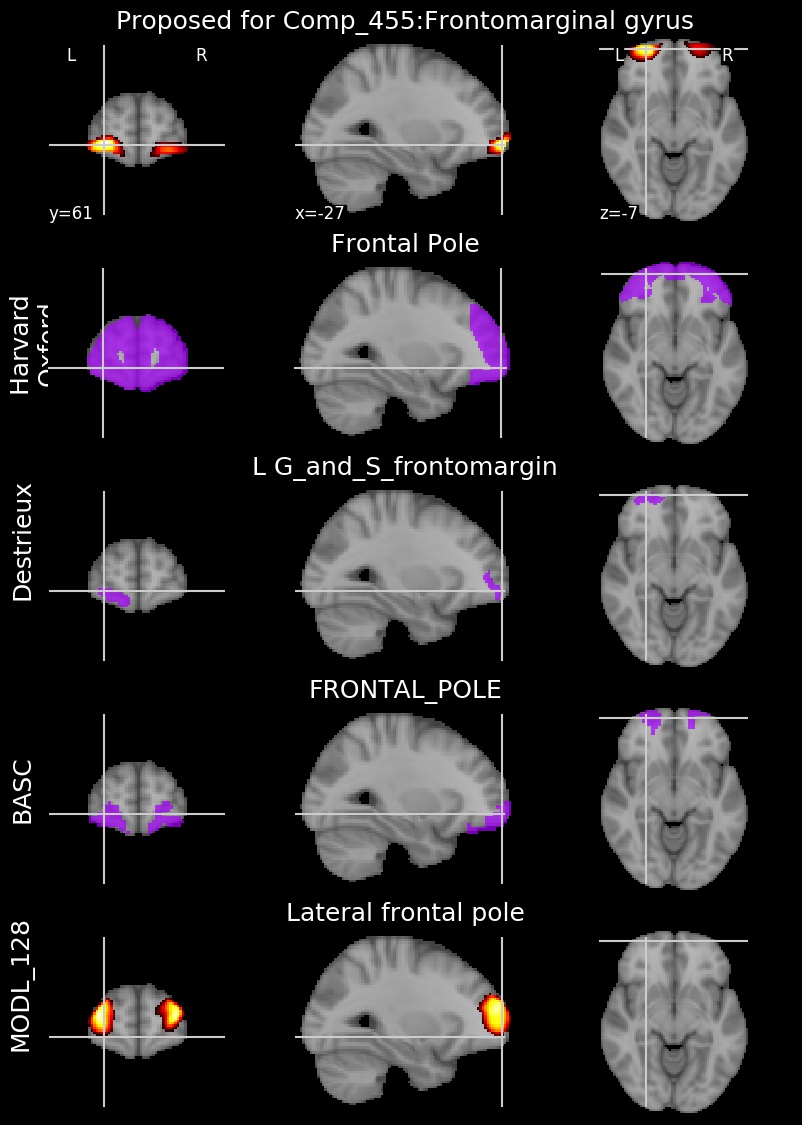 Proposed for Comp_455:Frontomarginal gyrus
L R L R
y=61 x=-27 z=-7
Frontal Pole
Harvard
Oxford
L G_and_S_frontomargin
Destrieux
FRONTAL_POLE
BASC
Lateral frontal pole
MODL_128